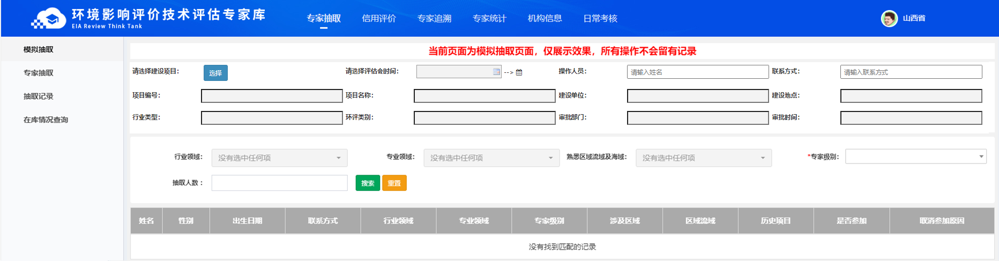 环境影响评价技术评估专家库
EIA Review Think Tank
专家抽取 信用评价 专家追溯 专家统计 机构信息 日常考核
山西省
模拟抽取
专家抽取
抽取记录
在库情况查询
当前页面为模拟抽取页面，仅展示效果，所有操作不会留有记录
请选择建设项目： 选择 请选择评估会时间： --> 操作人员： 请输入姓名 联系方式： 请输入联系方式
项目编号： 项目名称： 建设单位： 建设地点：
行业类型： 环评类别： 审批部门： 审批时间：
行业领域： 没有选中任何项 专业领域： 没有选中任何项 熟悉区域流域及海域： 没有选中任何项 *专家级别：
抽取人数： 搜索 重置
姓名 性别 出生日期 联系方式 行业领域 专业领域 专家级别 涉及区域 区域流域 历史项目 是否参加 取消参加原因
没有找到匹配的记录